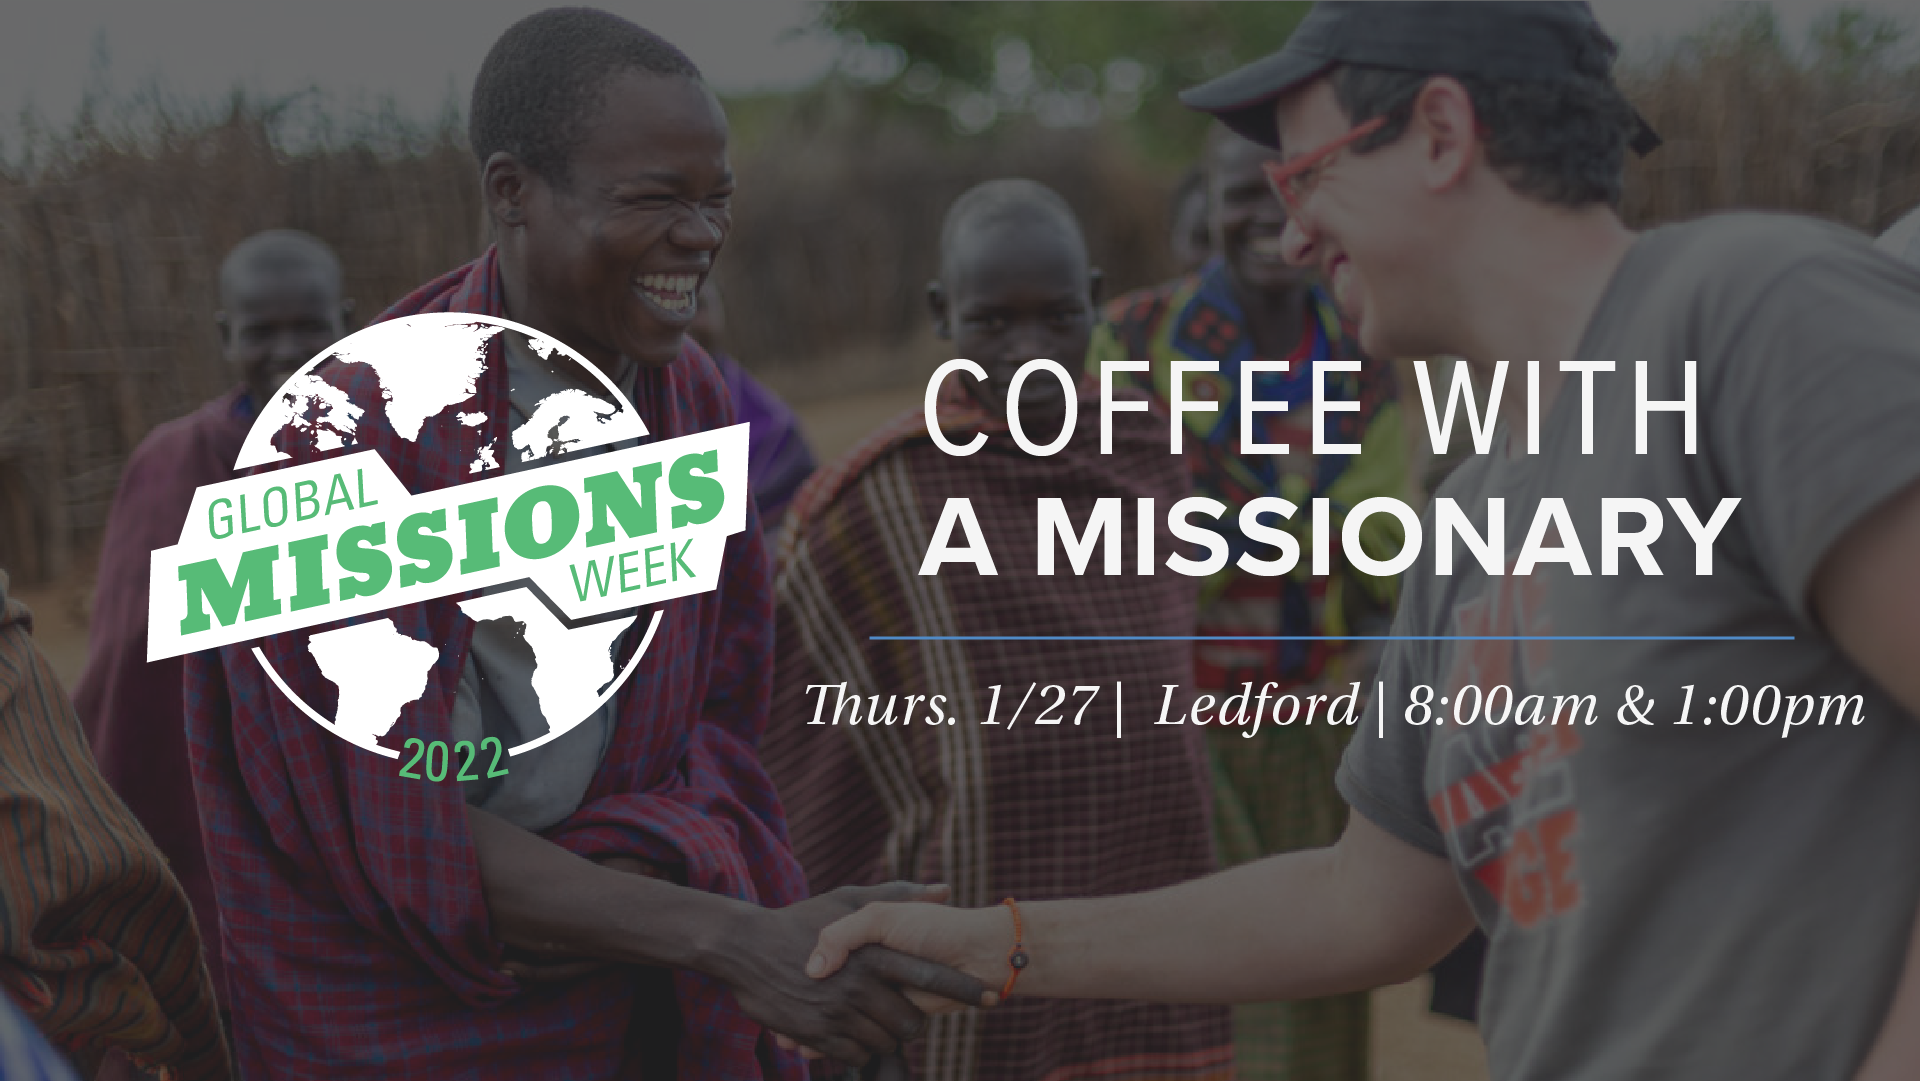 GLOBAL
MISSIONS
WEEK
2022
COFFEE WITH
A MISSIONARY
Thurs. 1/27 | Ledford | 8:00am & 1:00pm